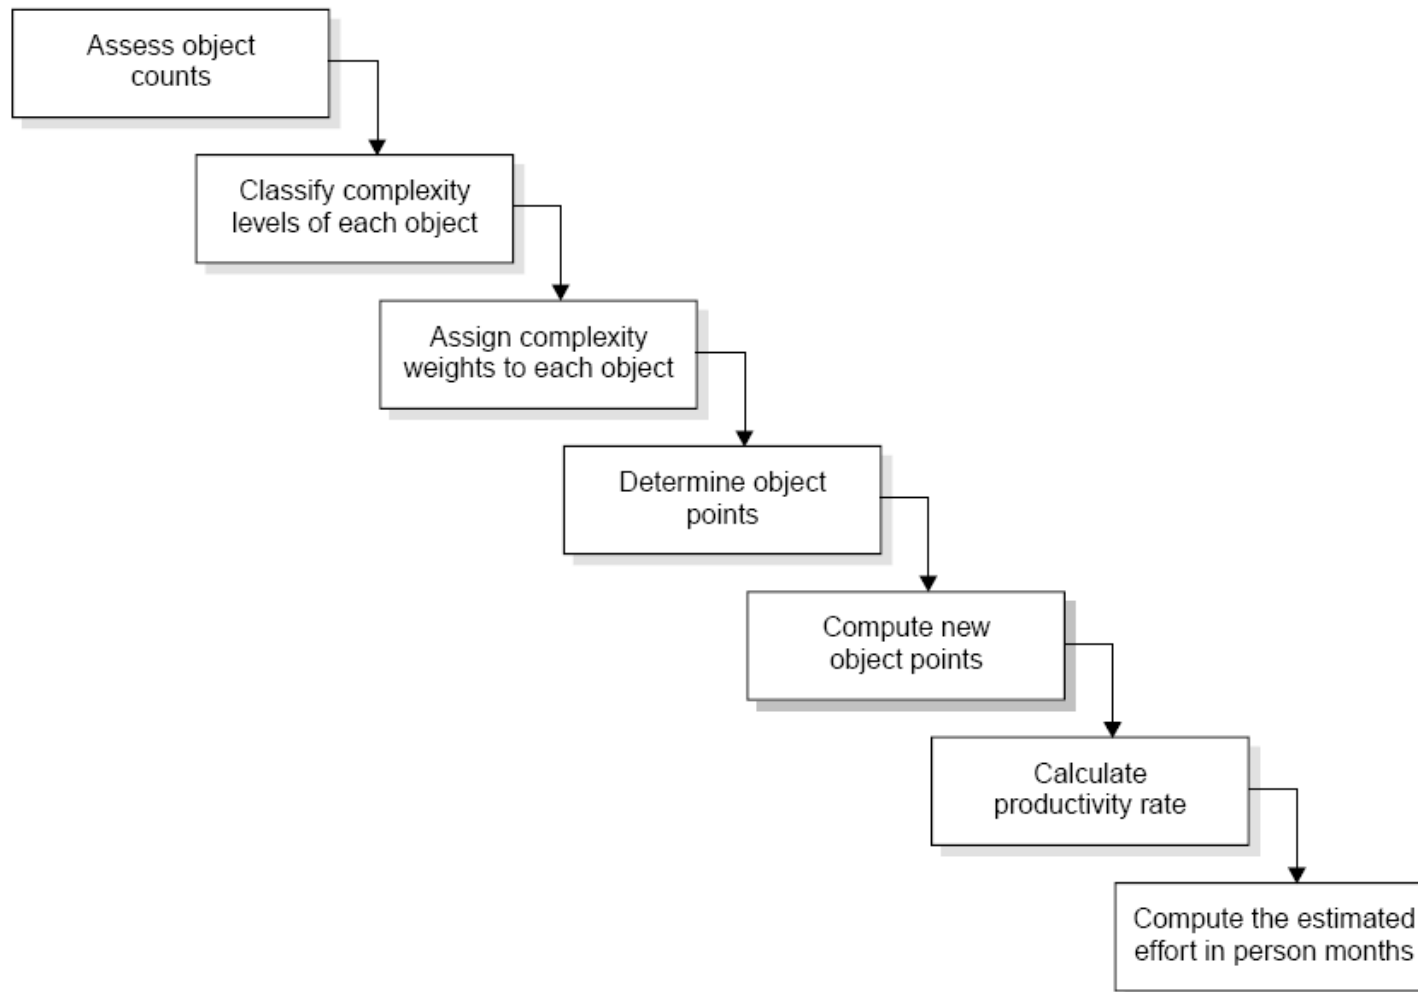 Assess object
counts
Classify complexity
levels of each object
Assign complexity
weights to each object
Determine object
points
Compute new
object points
Calculate
productivity rate
Compute the estimated
effort in person months